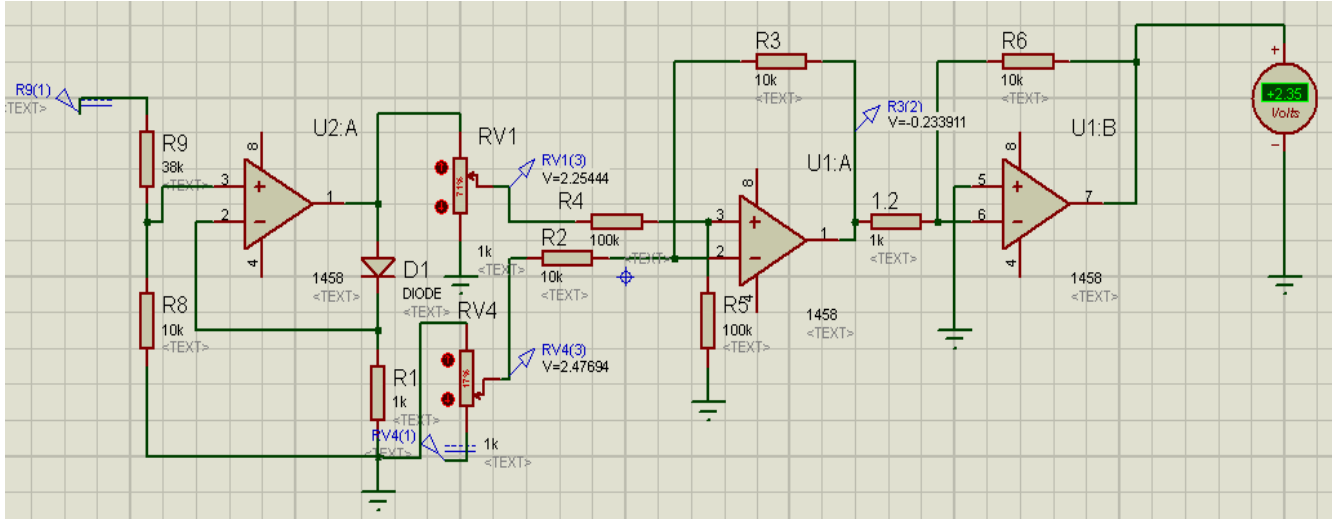 R9(1)
<TEXT>
R9
38k
<TEXT>
R8
10k
<TEXT>
U2:A
8
3
2
1
4
1458
<TEXT>
D1
DIODE
<TEXT>
R1
1k
<TEXT>
RV1
71%
1k
<TEXT>
RV1(3)
V=2.25444
RV4
17%
1k
<TEXT>
RV4(1)
<TEXT>
RV4(3)
V=2.47694
R4
100k
<TEXT>
R2
10k
<TEXT>
R3
10k
<TEXT>
R5
100k
<TEXT>
R3(2)
V=-0.233911
U1:A
8
3
2
1
4
1458
<TEXT>
1.2
1k
<TEXT>
R6
10k
<TEXT>
U1:B
8
5
6
7
4
1458
<TEXT>
+
+2.35
Volts